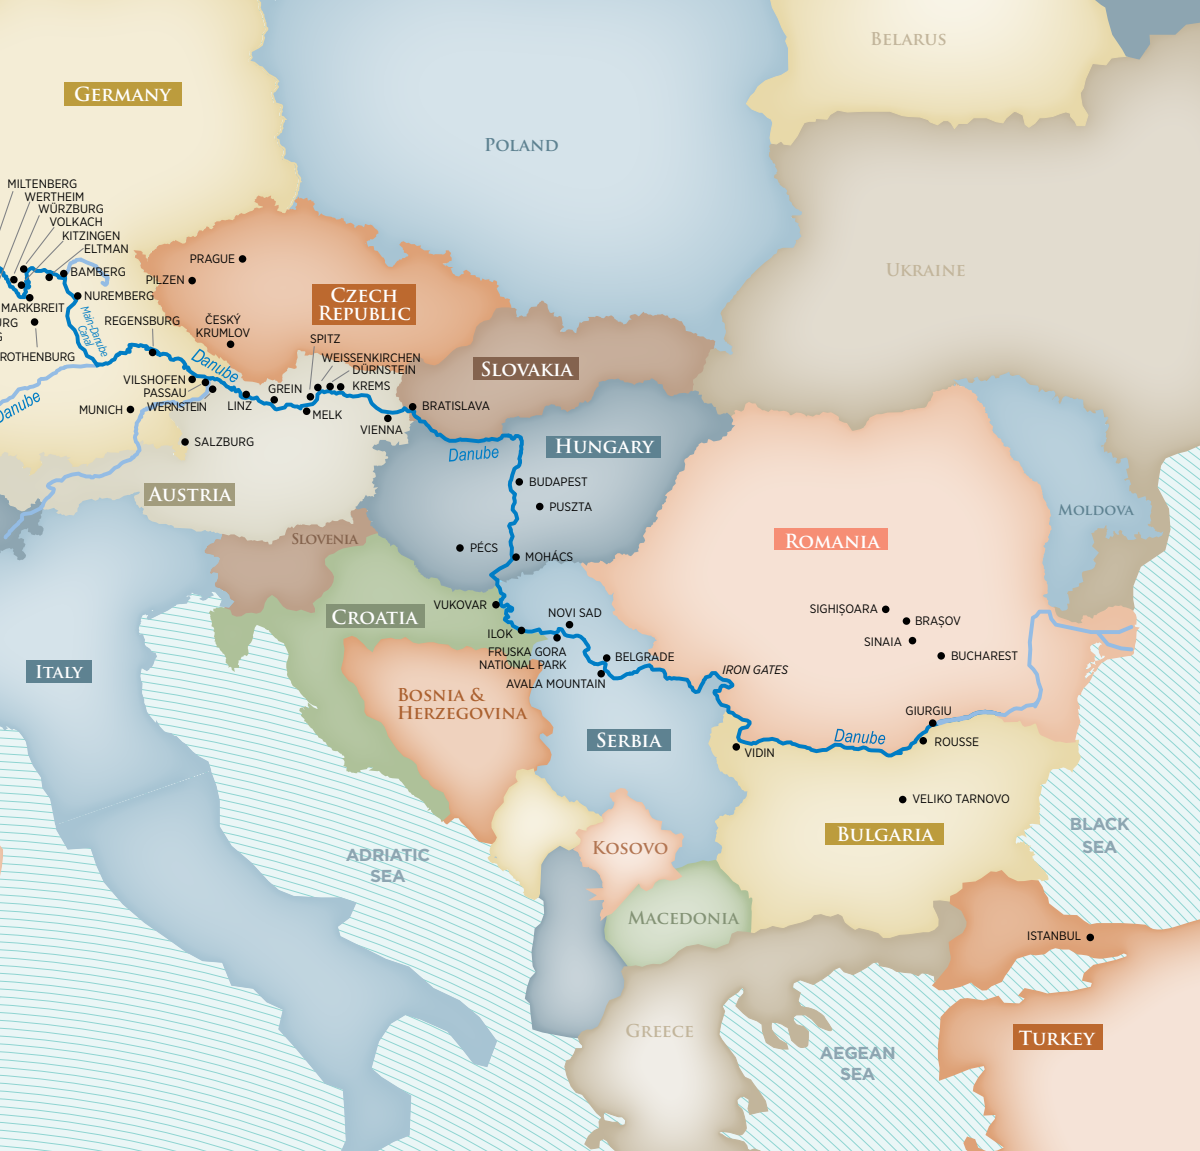 BELARUS
GERMANY
POLAND
MILTENBERG
WERTHEIM
WÜRZBURG
VOLKACH
KITZINGEN
ELTMAN
BAMBERG
PRAGUE
PILZEN
UKRAINE
NUREMBERG
CZECH
REPUBLIC
MARKBREIT
URG
G
Main-Danube
Canal
REGENSBURG
ČESKÝ
KRUMLOV
SPITZ
ROTHENBURG
WEISSENKIRCHEN
DÜRNSTEIN
SLOVAKIA
Danube
VILSHOFEN
PASSAU
WERNSTEIN
GREIN
KREMS
Danube
MUNICH
LINZ
MELK
BRATISLAVA
VIENNA
SALZBURG
HUNGARY
Danube
BUDAPEST
AUSTRIA
PUSZTA
MOLDOVA
SLOVENIA
ROMANIA
PÉCS
MOHÁCS
VUKOVAR
CROATIA
NOVI SAD
SIGHIȘOARA
BRAȘOV
ILOK
SINAIA
FRUSKA GORA
NATIONAL PARK
BELGRADE
BUCHAREST
ITALY
IRON GATES
AVALA MOUNTAIN
BOSNIA &
HERZEGOVINA
GIURGIU
SERBIA
Danube
ROUSSE
VIDIN
VELIKO TARNOVO
BLACK
SEA
BULGARIA
KOSOVO
ADRIATIC
SEA
MACEDONIA
ISTANBUL
GREECE
TURKEY
AEGEAN
SEA